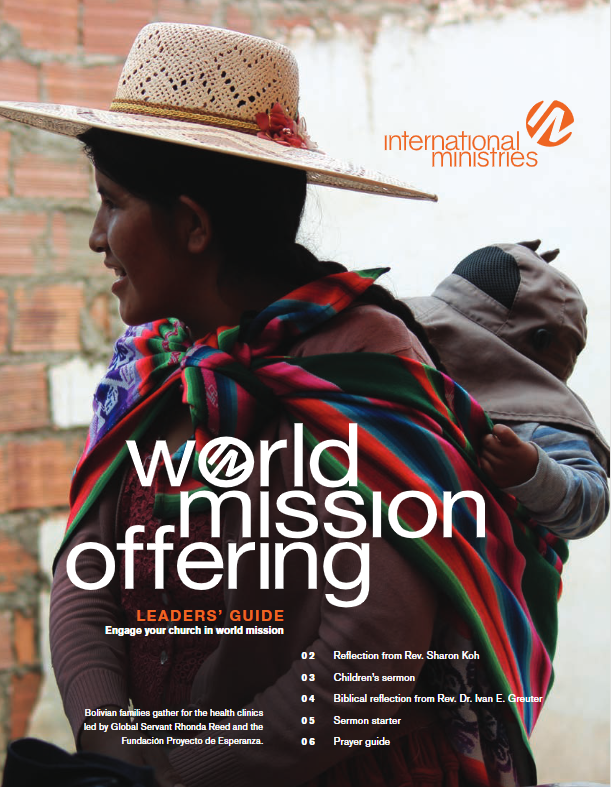 international
ministries
world
mission
offering
LEADERS' GUIDE
Engage your church in world mission
02 Reflection from Rev. Sharon Koh
03 Children's sermon
04 Biblical reflection from Rev. Dr. Ivan E. Greuter
05 Sermon starter
06 Prayer guide
Bolivian families gather for the health clinics
led by Global Servant Rhonda Reed and the
Fundación Proyecto de Esperanza.